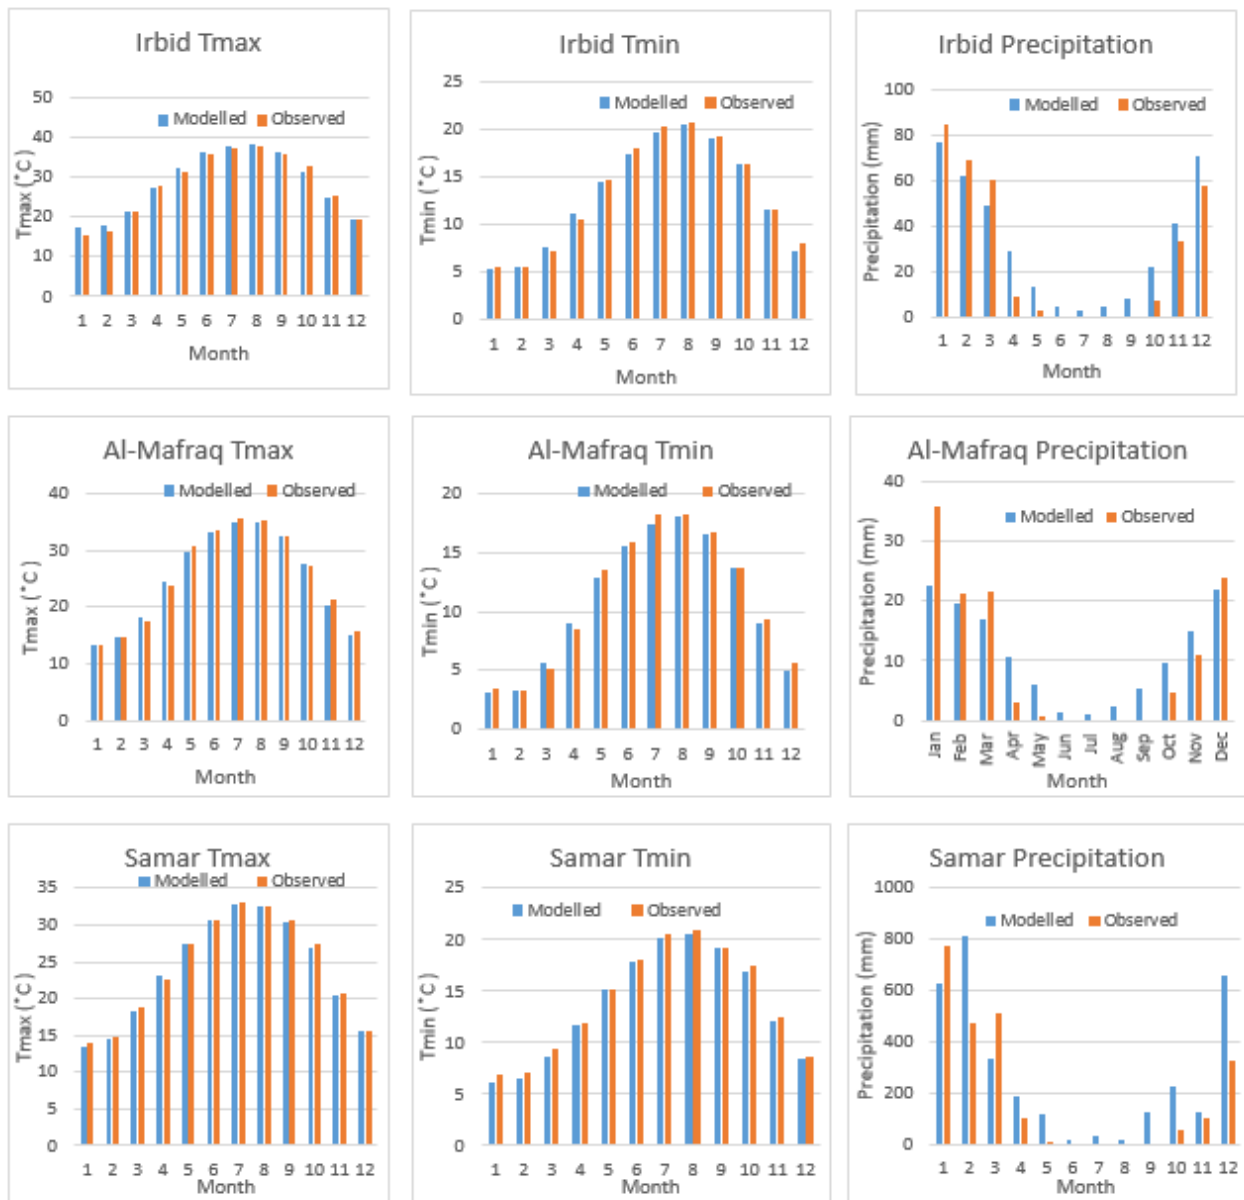 Irbid Tmax
Modelled Observed
Tmax (°C)
50
40
30
20
10
0
1 2 3 4 5 6 7 8 9 10 11 12
Month
Irbid Tmin
Modelled Observed
Tmin (°C)
25
20
15
10
5
0
1 2 3 4 5 6 7 8 9 10 11 12
Month
Irbid Precipitation
Modelled Observed
Precipitation (mm)
100
80
60
40
20
0
1 2 3 4 5 6 7 8 9 10 11 12
Month
Al-Mafraq Tmax
Modelled Observed
Tmax (°C)
40
30
20
10
0
1 2 3 4 5 6 7 8 9 10 11 12
Month
Al-Mafraq Tmin
Modelled Observed
Tmin (°C)
20
15
10
5
0
1 2 3 4 5 6 7 8 9 10 11 12
Month
Al-Mafraq Precipitation
Modelled Observed
Precipitation (mm)
40
30
20
10
0
Jan Feb Mar Apr May Jun Jul Aug Sep Oct Nov Dec
Month
Samar Tmax
Modelled Observed
Tmax (°C)
35
30
25
20
15
10
5
0
1 2 3 4 5 6 7 8 9 10 11 12
Month
Samar Tmin
Modelled Observed
Tmin (°C)
25
20
15
10
5
0
1 2 3 4 5 6 7 8 9 10 11 12
Month
Samar Precipitation
Modelled Observed
Precipitation (mm)
1000
800
600
400
200
0
1 2 3 4 5 6 7 8 9 10 11 12
Month